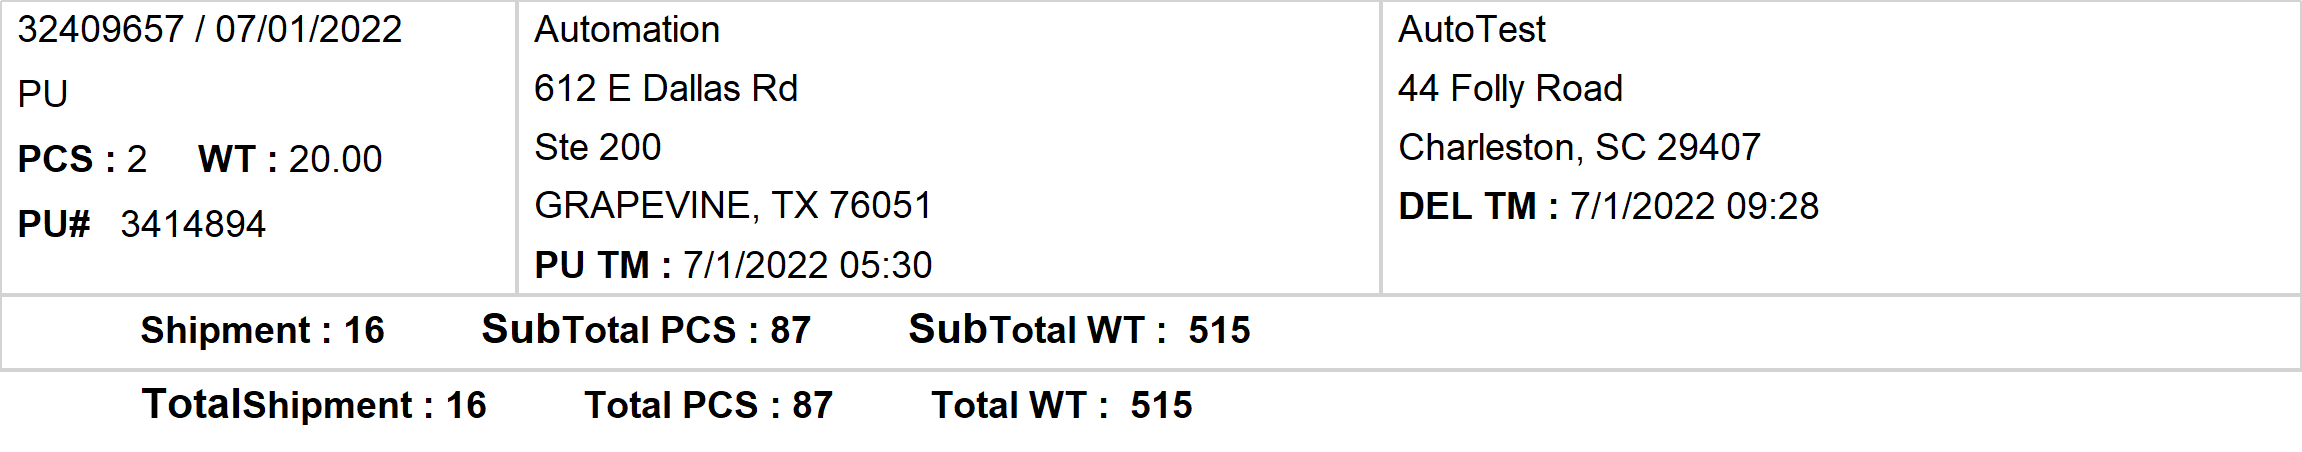 32409657 / 07/01/2022
PU
PCS : 2 WT : 20.00
PU# 3414894
Automation
612 E Dallas Rd
Ste 200
GRAPEVINE, TX 76051
PU TM : 7/1/2022 05:30
AutoTest
44 Folly Road
Charleston, SC 29407
DEL TM : 7/1/2022 09:28
Shipment : 16 SubTotal PCS : 87 SubTotal WT : 515
TotalShipment : 16 Total PCS : 87 Total WT : 515